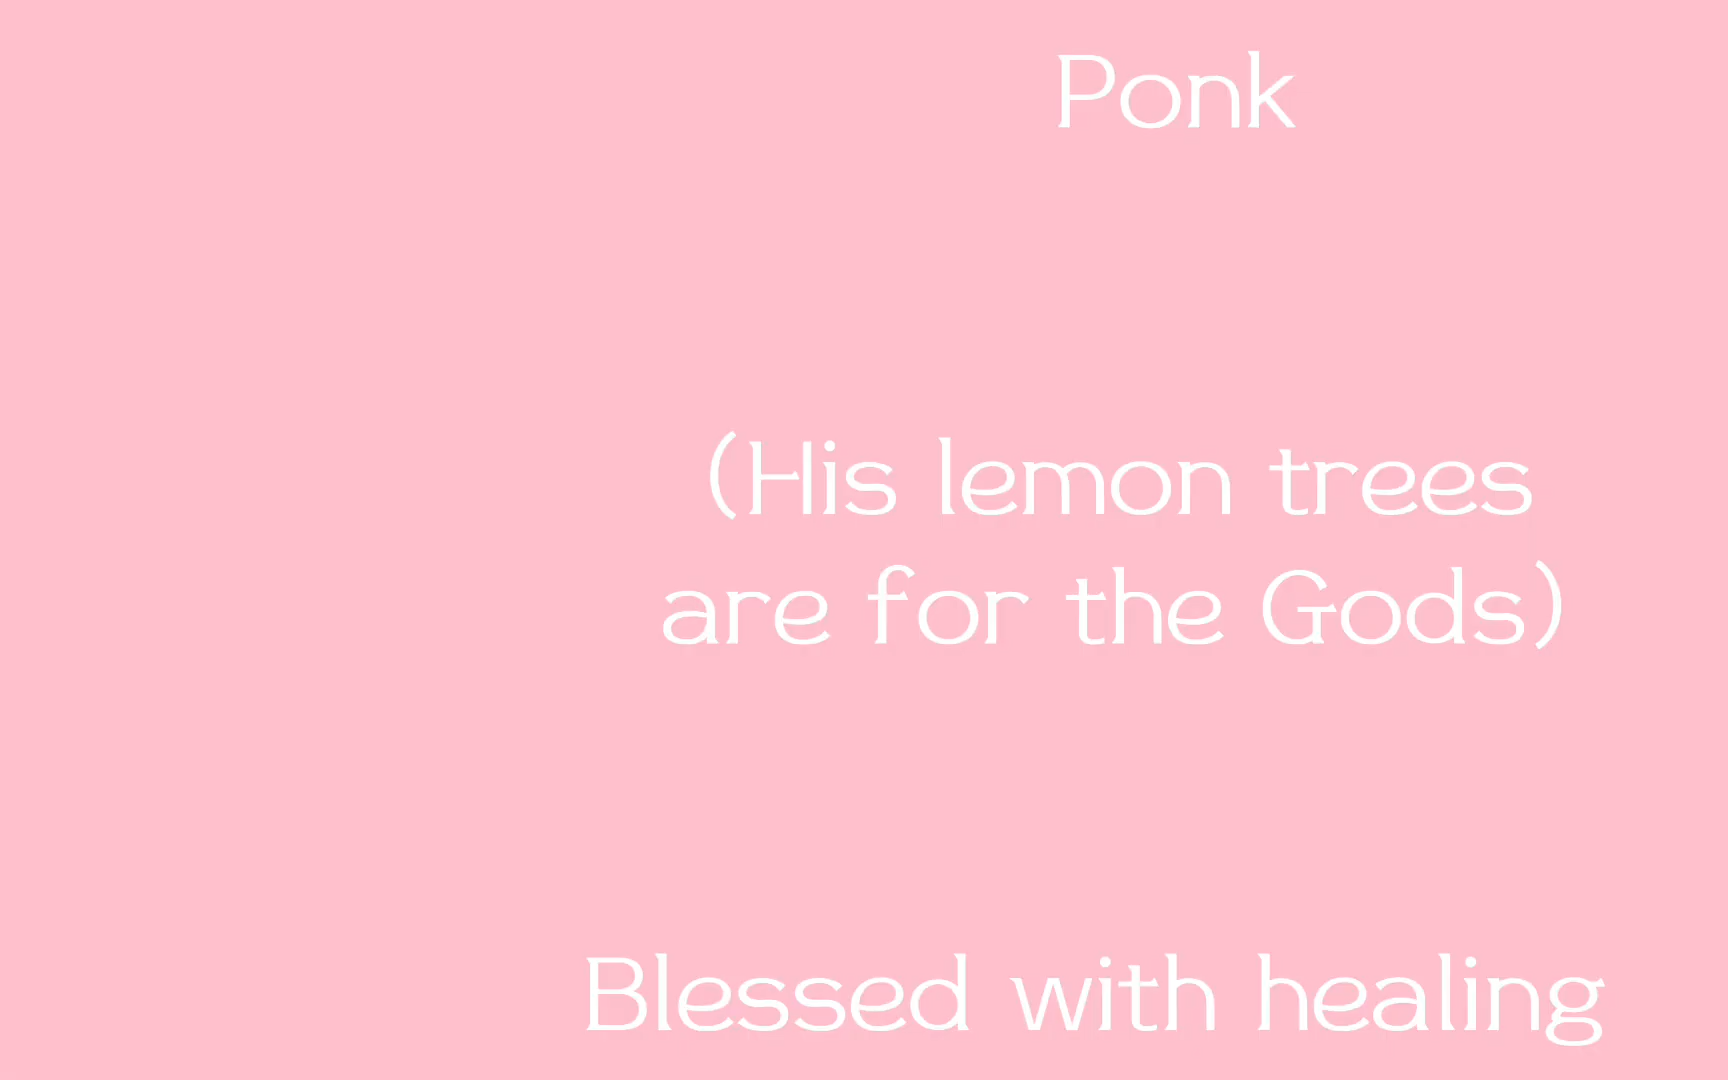 Ponk
(His lemon trees
are for the Gods)
Blessed with healing